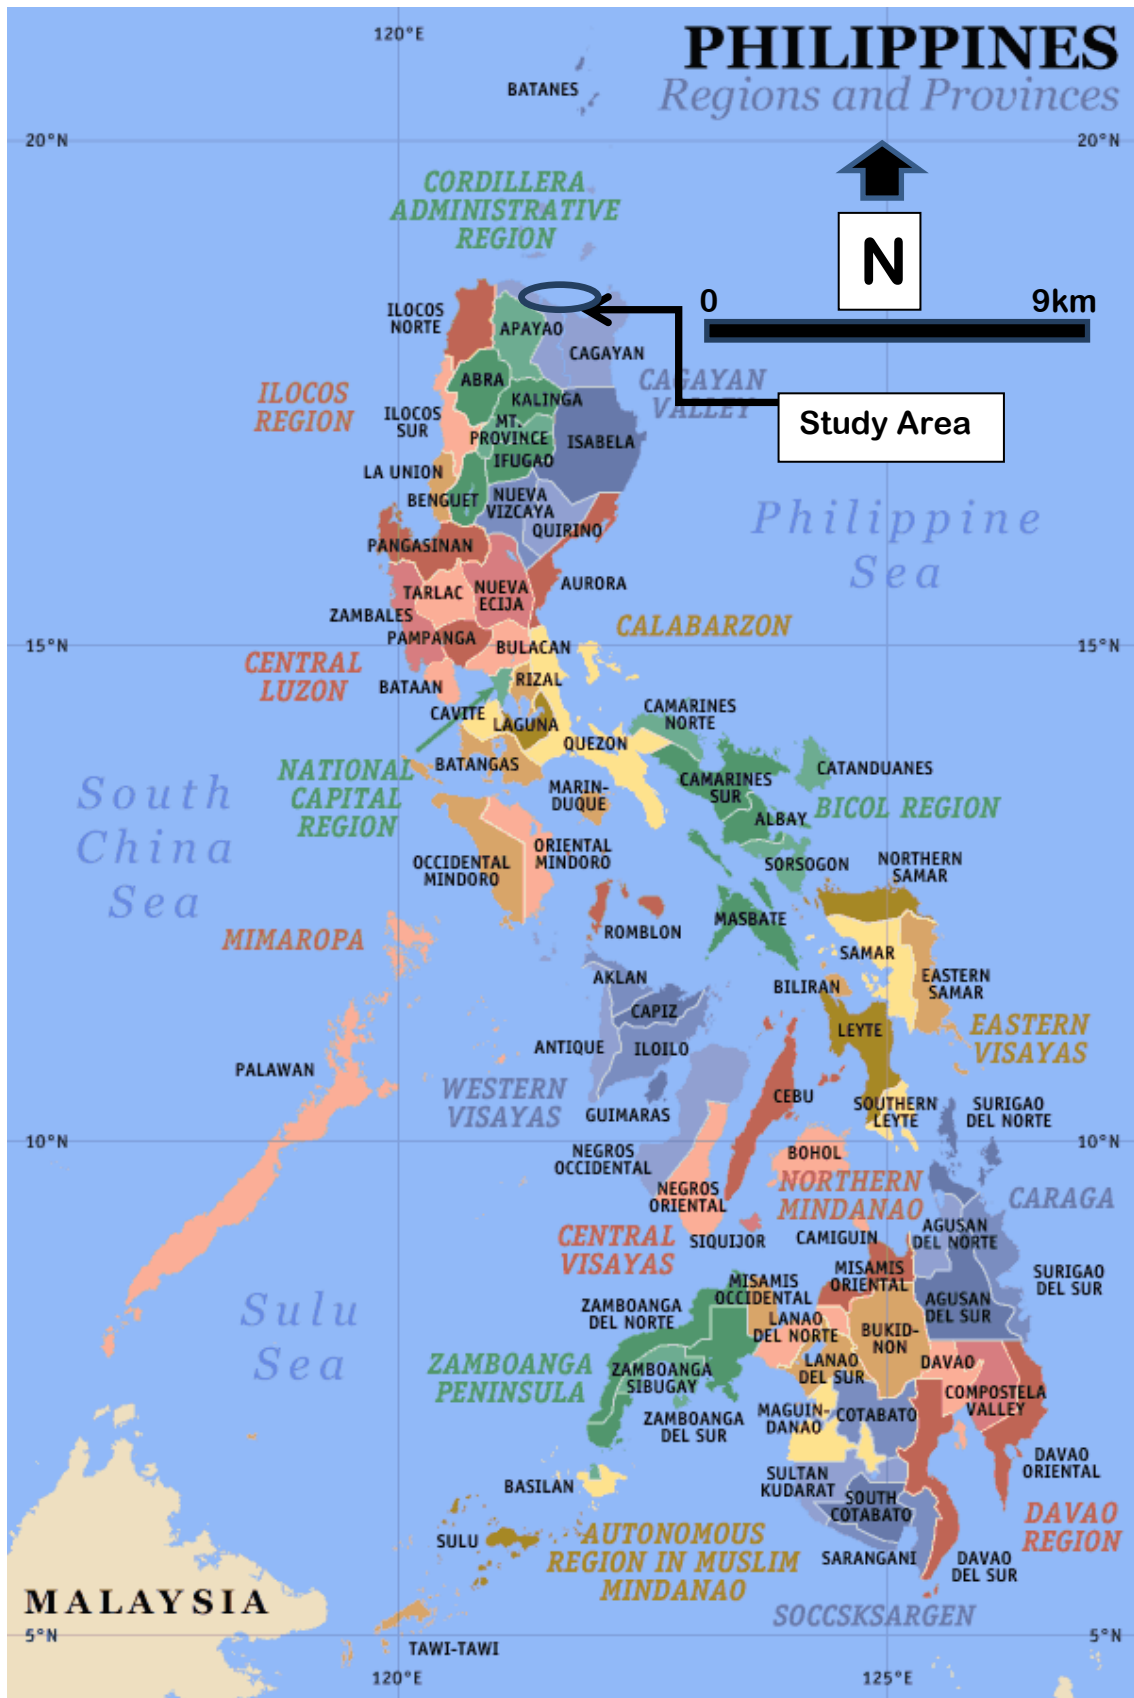 120°E
PHILIPPINES
Regions and Provinces
BATANES
20°N
20°N
CORDILLERA
ADMINISTRATIVE
REGION
N
0
9km
ILOCOS
NORTE
APAYAO
CAGAYAN
CAGAYAN
VALLEY
ABRA
KALINGA
ILOCOS
REGION
ILOCOS
SUR
MT.
PROVINCE
ISABELA
Study Area
IFUGAO
LA UNION
BENGUET
NUEVA
VIZCAYA
QUIRINO
Philippine
Sea
PANGASINAN
AURORA
TARLAC
NUEVA
ECIJA
ZAMBALES
PAMPANGA
CALABARZON
15°N
BULACAN
15°N
CENTRAL
LUZON
BATAAN
RIZAL
CAVITE
LAGUNA
CAMARINES
NORTE
QUEZON
BATANGAS
NATIONAL
CAPITAL
REGION
CATANDUANES
CAMARINES
SUR
MARIN-
DUQUE
BICOL REGION
ALBAY
South
China
Sea
ORIENTAL
MINDORO
OCCIDENTAL
MINDORO
SORSOGON
NORTHERN
SAMAR
MASBATE
ROMBLON
MIMAROPA
SAMAR
EASTERN
SAMAR
AKLAN
BILIRAN
CAPIZ
LEYTE
EASTERN
VISAYAS
ANTIQUE
ILOILO
PALAWAN
WESTERN
VISAYAS
CEBU
GUIMARAS
SOUTHERN
LEYTE
SURIGAO
DEL NORTE
10°N
10°N
NEGROS
OCCIDENTAL
BOHOL
NORTHERN
MINDANAO
NEGROS
ORIENTAL
CARAGA
CENTRAL
VISAYAS
SIQUIJOR
CAMIGUIN
AGUSAN
DEL NORTE
MISAMIS
ORIENTAL
SURIGAO
DEL SUR
MISAMIS
OCCIDENTAL
AGUSAN
DEL SUR
Sulu
Sea
ZAMBOANGA
DEL NORTE
LANAO
DEL NORTE
BUKID-
NON
ZAMBOANGA
PENINSULA
ZAMBOANGA
SIBUGAY
LANAO
DEL SUR
DAVAO
COMPOSTELA
VALLEY
ZAMBOANGA
DEL SUR
MAGUIN-
DANAO
COTABATO
DAVAO
ORIENTAL
BASILAN
SULTAN
KUDARAT
SOUTH
COTABATO
DAVAO
REGION
SULU
AUTONOMOUS
REGION IN MUSLIM
MINDANAO
SARANGANI
DAVAO
DEL SUR
MALAYSIA
SOCCSKSARGEN
5°N
5°N
TAWI-TAWI
120°E
125°E